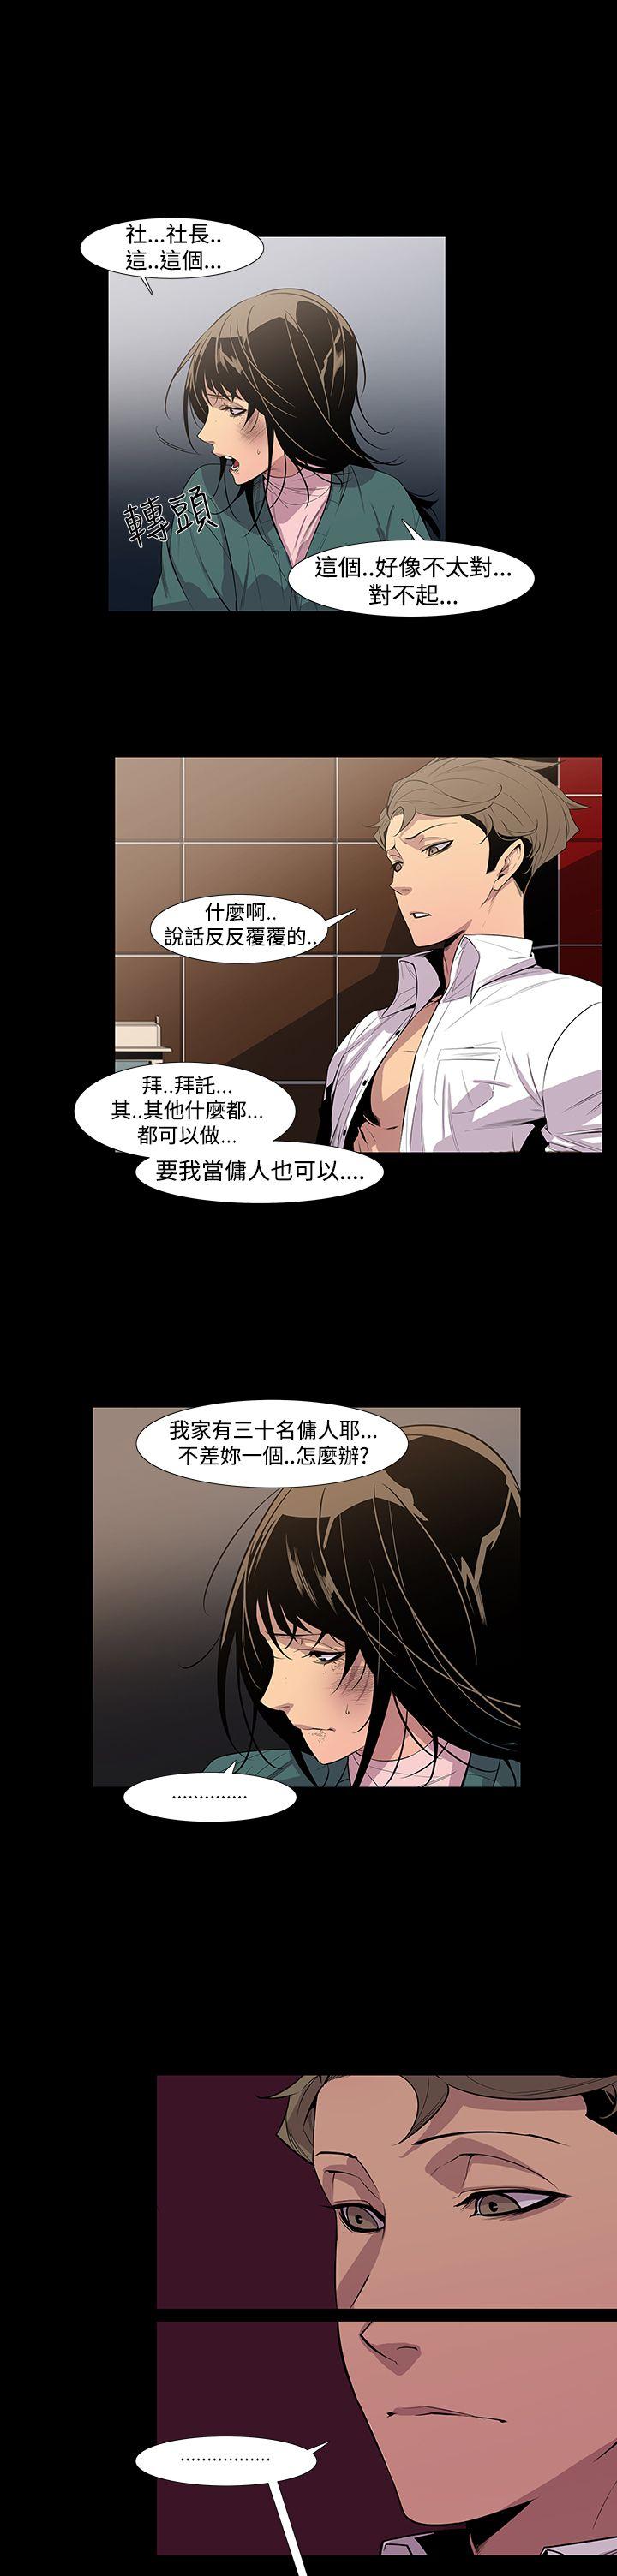 社...社長..
這..這個...
轉頭
這個..好像不太對...
對不起...
什麼啊..
說話反反覆覆的..
拜..拜託...
其..其他什麼都...
都可以做...
要我當傭人也可以....
我家有三十名傭人耶...
不差妳一個..怎麼辦?
..............
.................